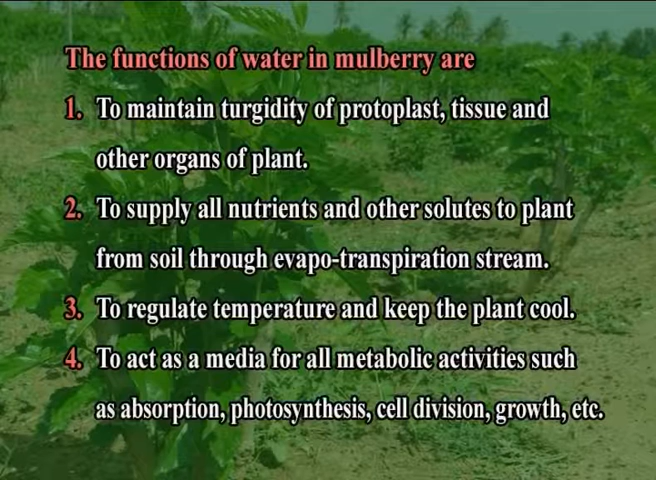 The functions of water in mulberry are
1. To maintain turgidity of protoplast, tissue and
other organs of plant.
2. To supply all nutrients and other solutes to plant
from soil through evapo-transpiration stream.
3. To regulate temperature and keep the plant cool.
4. To act as a media for all metabolic activities such
as absorption, photosynthesis, cell division, growth, etc.